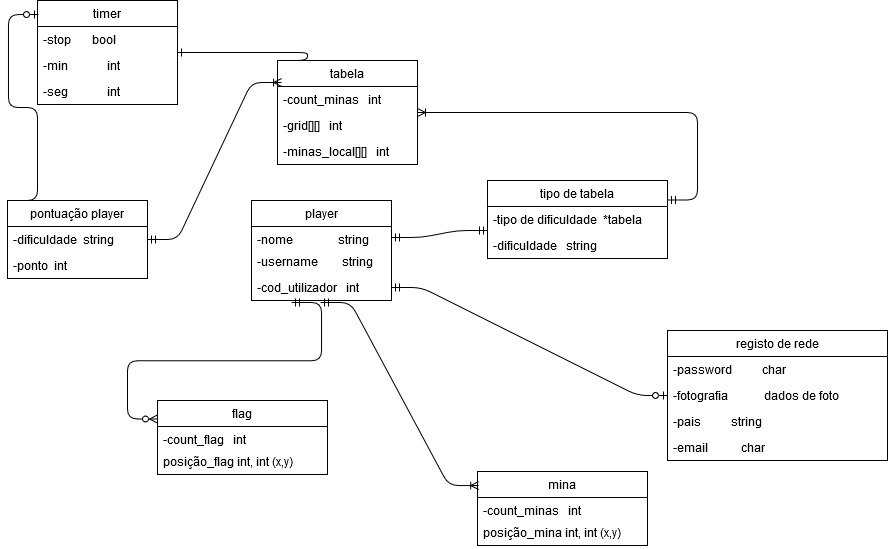 timer
-stop bool
-min int
-seg int
tabela
-count_minas int
-grid[][] int
-minas_local[][] int
tipo de tabela
-tipo de dificuldade *tabela
-dificuldade string
pontuação player
-dificuldade string
-ponto int
player
-nome string
-username string
-cod_utilizador int
registo de rede
-password char
-fotografia dados de foto
-pais string
-email char
flag
-count_flag int
posição_flag int, int (x,y)
mina
-count_minas int
posição_mina int, int (x,y)